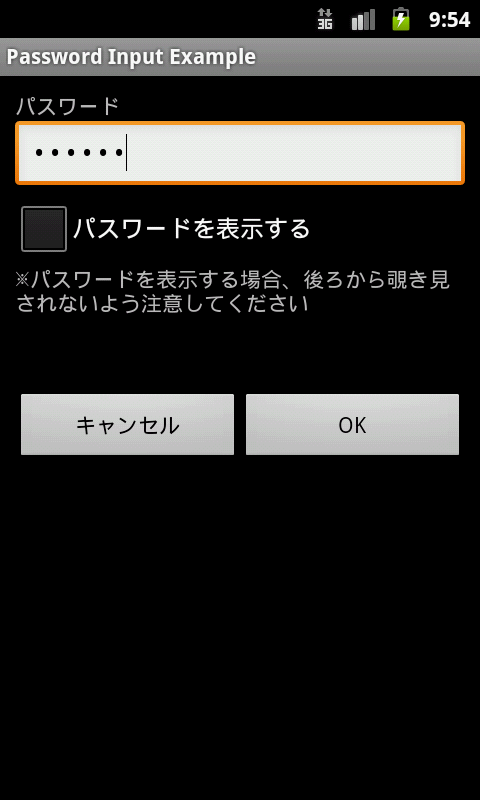 3G 9:54
Password Input Example
パスワード
••••••
パスワードを表示する
※パスワードを表示する場合、後ろから覗き見
されないよう注意してください
キャンセル OK